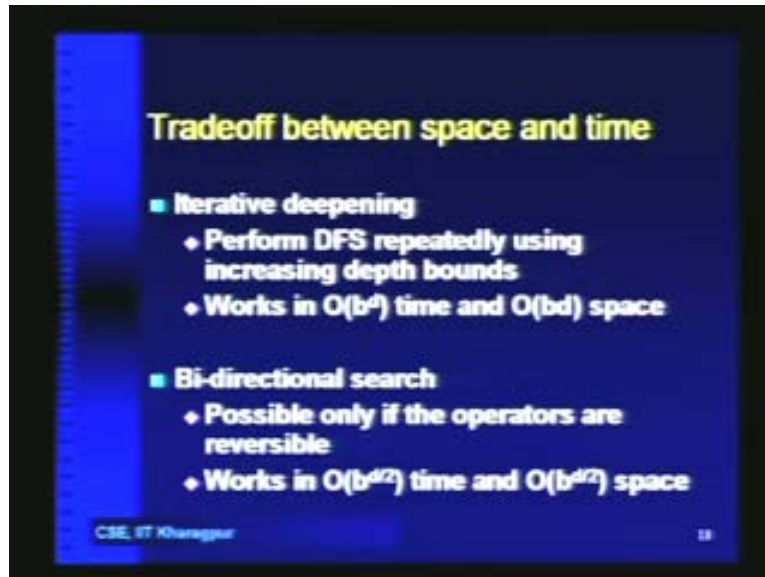 Tradeoff between space and time
Iterative deepening
Perform DFS repeatedly using
increasing depth bounds
Works in O(b^d) time and O(bd) space
Bi-directional search
Possible only if the operators are
reversible
Works in O(b^d/2) time and O(b^d/2) space
CSE, IIT Kharagpur
18